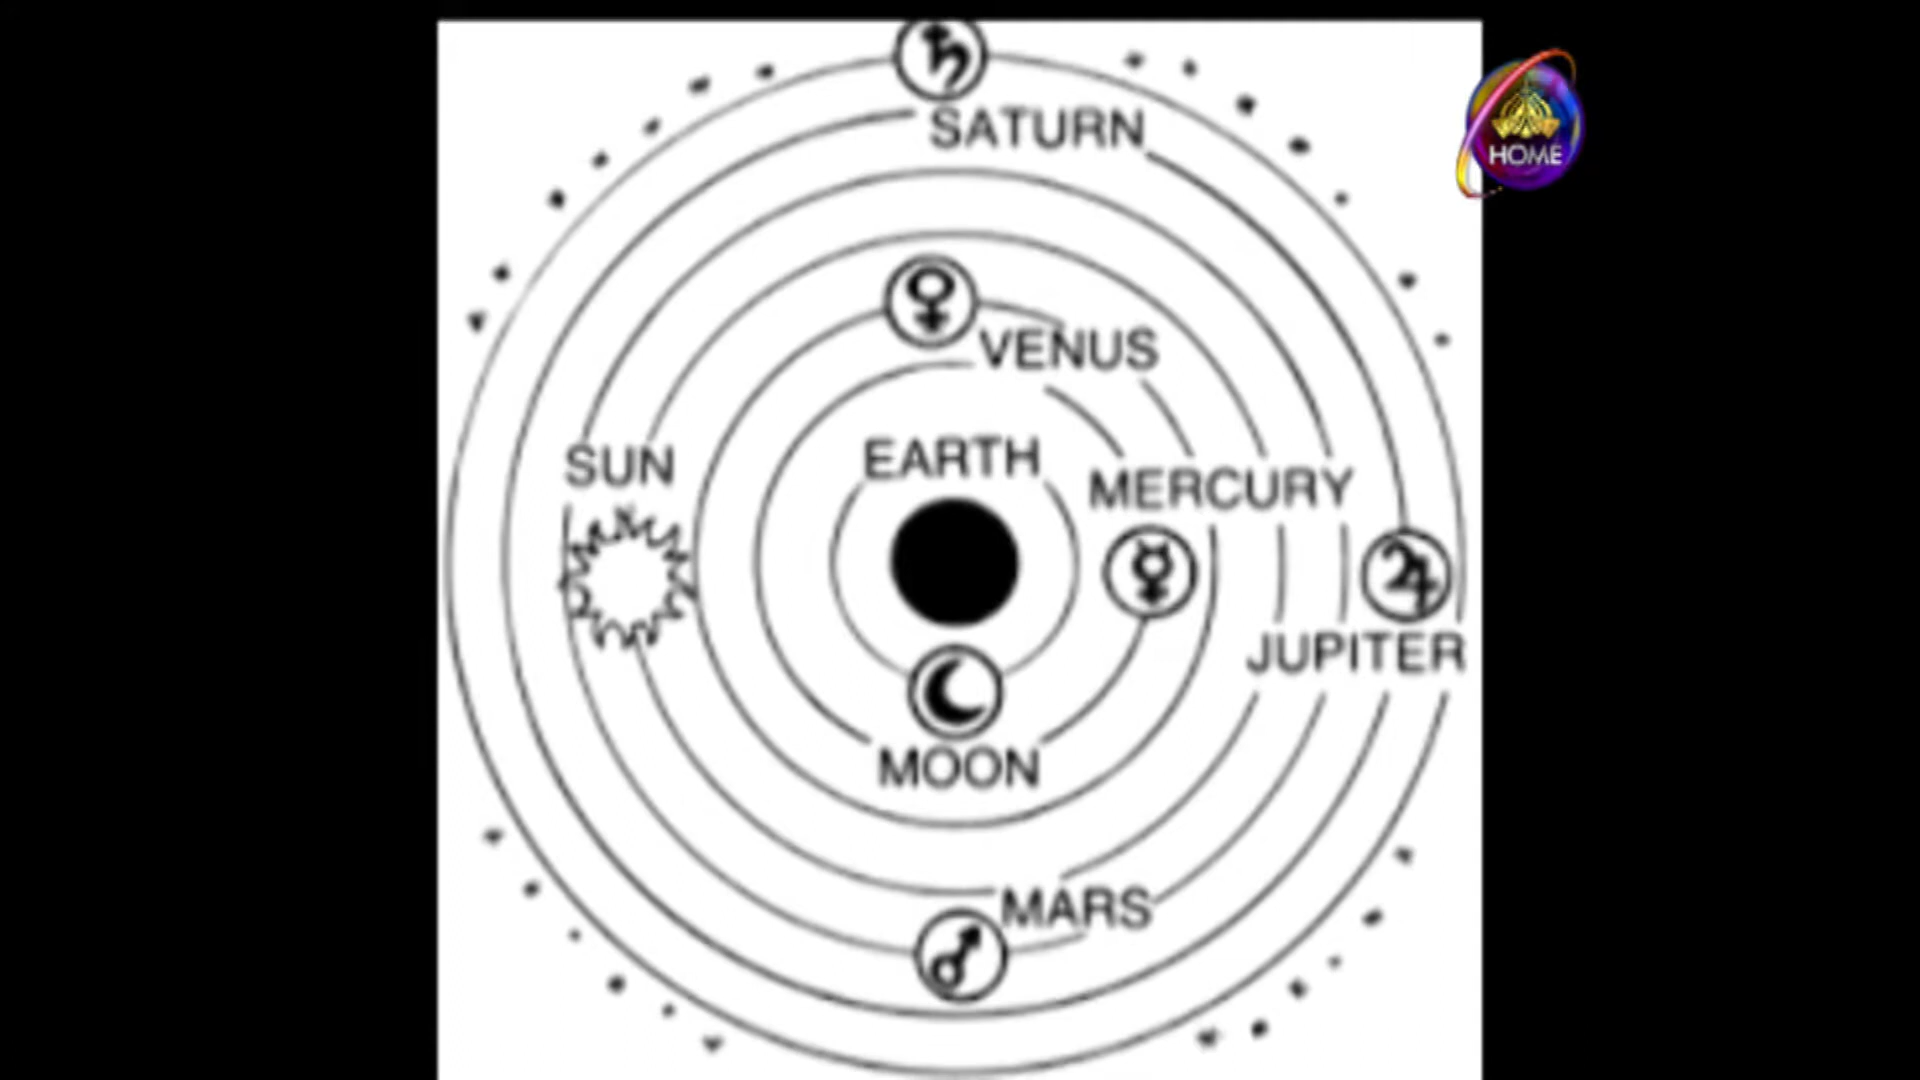 SATURN
HOME
VENUS
EARTH
SUN
MERCURY
JUPITER
MOON
MARS